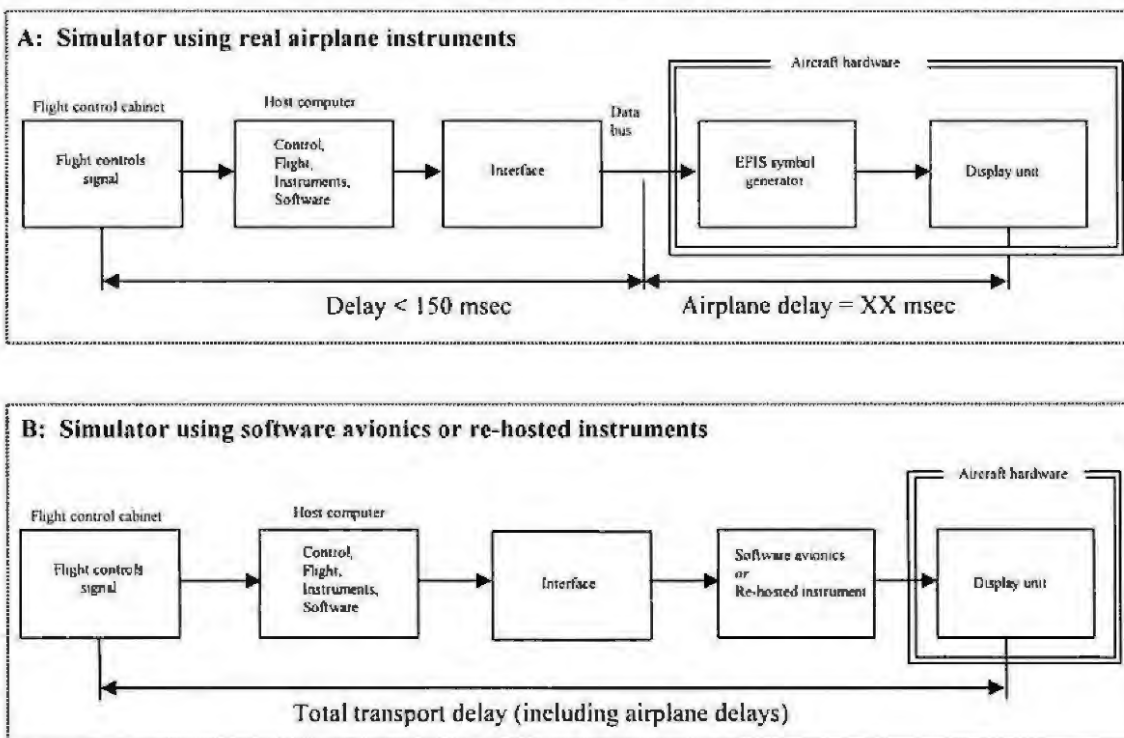 A: Simulator using real airplane instruments
Aircraft hardware
Flight control cabinet
Host computer
Data
bus
Flight controls
signal
Control,
Flight,
Instruments,
Software
Interface
EFIS symbol
generator
Display unit
Delay < 150 msec
Airplane delay = XX msec
B: Simulator using software avionics or re-hosted instruments
Aircraft hardware
Flight control cabinet
Host computer
Flight controls
signal
Control,
Flight,
Instruments,
Software
Interface
Software avionics
or
Re-hosted instrument
Display unit
Total transport delay (including airplane delays)